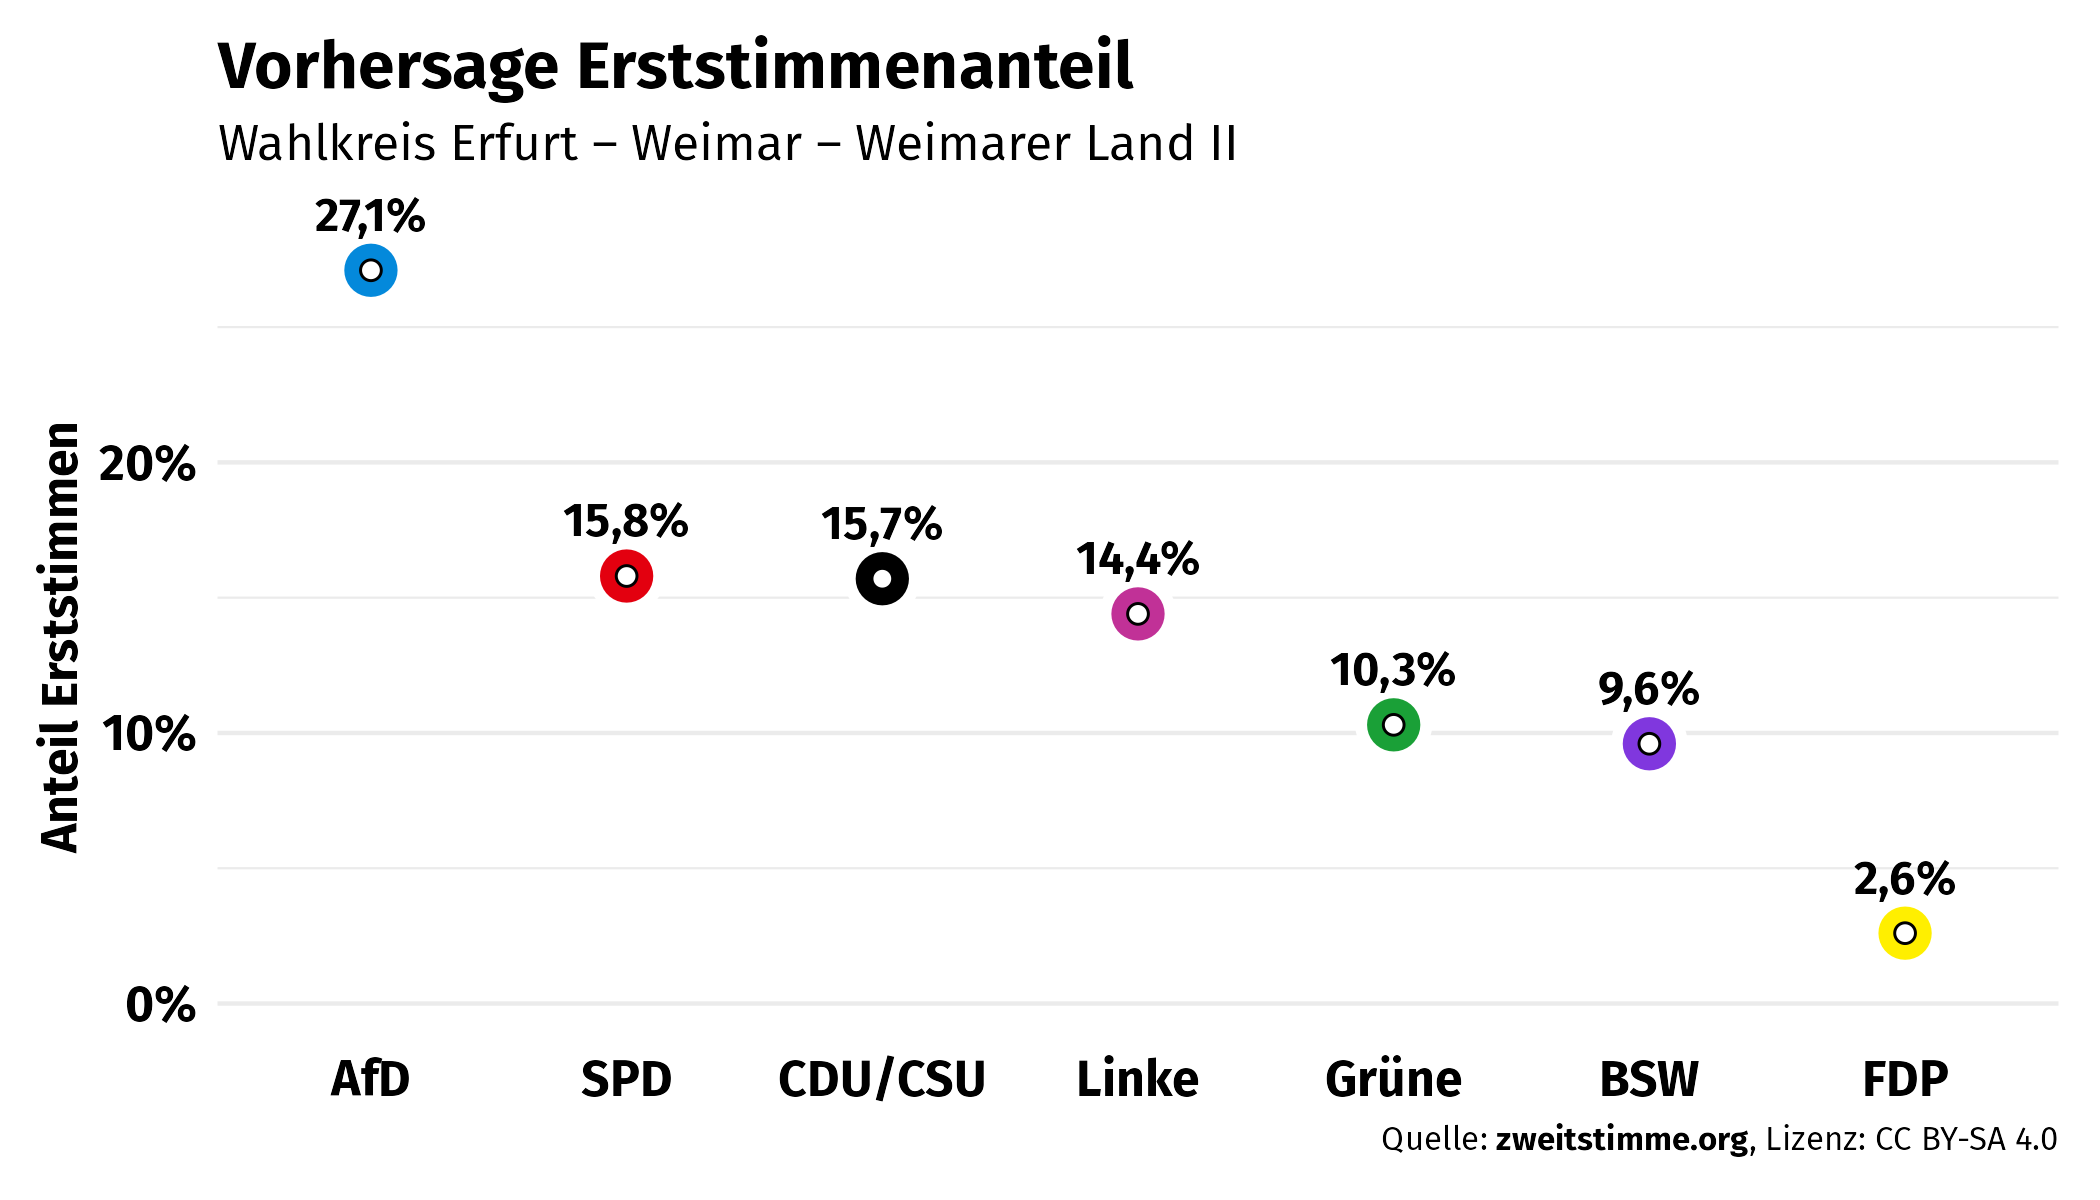 Vorhersage Erststimmenanteil
Wahlkreis Erfurt – Weimar – Weimarer Land II
Anteil Erststimmen
27,1%
20%
15,8%
15,7%
14,4%
10,3%
9,6%
10%
2,6%
0%
AfD SPD CDU/CSU Linke Grüne BSW FDP
Quelle: zweitstimme.org, Lizenz: CC BY-SA 4.0